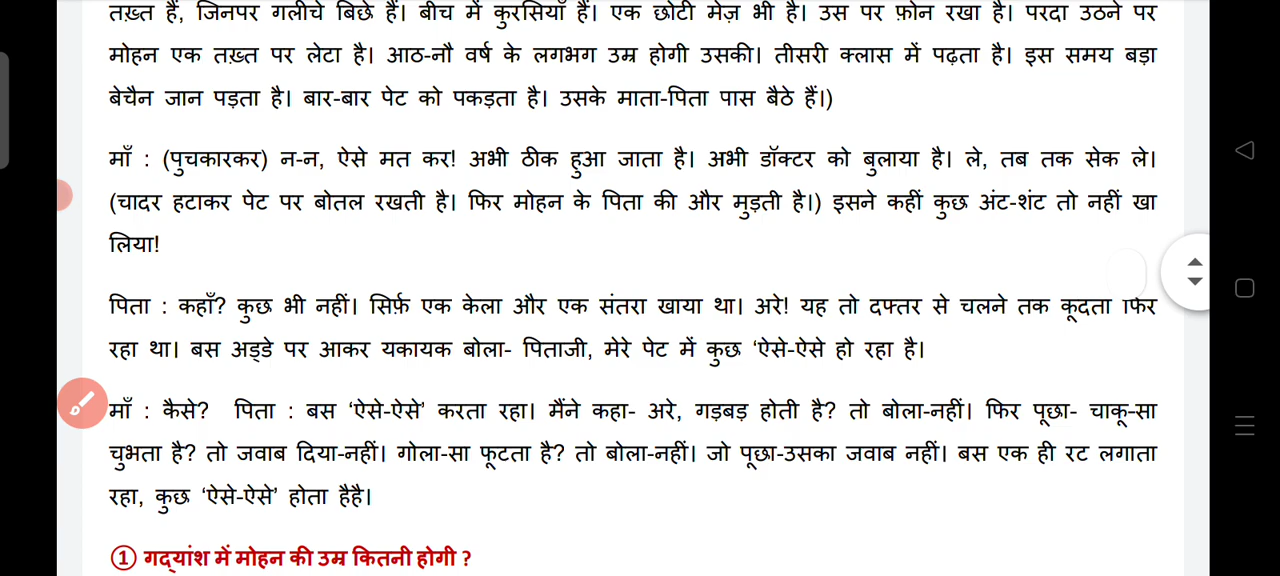 तख़्त हैं, जिनपर गलीचे बिछे हैं। बीच में कुरसियाँ हैं। एक छोटी मेज़ भी है। उस पर फ़ोन रखा है। परदा उठने पर
मोहन एक तख़्त पर लेटा है। आठ-नौ वर्ष के लगभग उम्र होगी उसकी। तीसरी क्लास में पढ़ता है। इस समय बड़ा
बेचैन जान पड़ता है। बार-बार पेट को पकड़ता है। उसके माता-पिता पास बैठे हैं।)
माँ : (पुचकारकर) न-न, ऐसे मत कर! अभी ठीक हुआ जाता है। अभी डॉक्टर को बुलाया है। ले, तब तक सेक ले।
(चादर हटाकर पेट पर बोतल रखती है। फिर मोहन के पिता की और मुड़ती है।) इसने कहीं कुछ अंट-शंट तो नहीं खा
लिया!
पिता : कहाँ? कुछ भी नहीं। सिर्फ़ एक केला और एक संतरा खाया था। अरे! यह तो दफ्तर से चलने तक कूदता फिर
रहा था। बस अड्डे पर आकर यकायक बोला- पिताजी, मेरे पेट में कुछ ‘ऐसे-ऐसे हो रहा है।
माँ : कैसे? पिता : बस ‘ऐसे-ऐसे’ करता रहा। मैंने कहा- अरे, गड़बड़ होती है? तो बोला-नहीं। फिर पूछा- चाकू-सा
चुभता है? तो जवाब दिया-नहीं। गोला-सा फूटता है? तो बोला-नहीं। जो पूछा-उसका जवाब नहीं। बस एक ही रट लगाता
रहा, कुछ ‘ऐसे-ऐसे’ होता हैहै।
① गद्यांश में मोहन की उम्र कितनी होगी ?